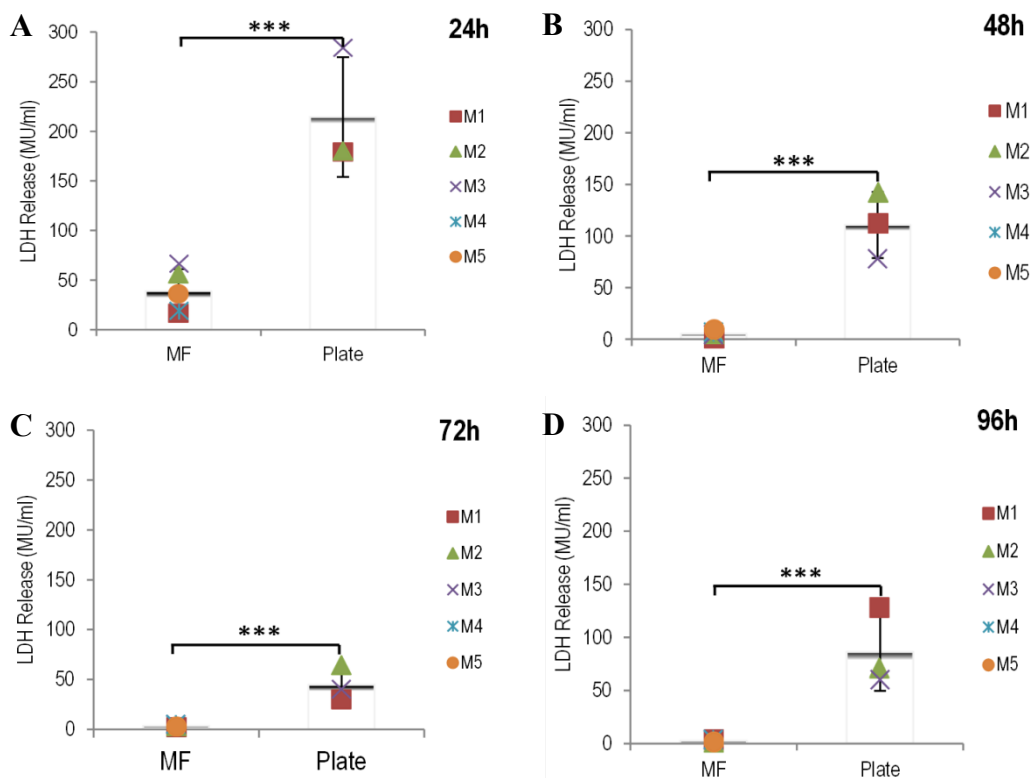 A
24h
***
300
250
200
150
100
50
0
LDH Release (MU/ml)
MF
Plate
M1
M2
M3
M4
M5
B
48h
***
300
250
200
150
100
50
0
LDH Release (MU/ml)
MF
Plate
M1
M2
M3
M4
M5
C
72h
***
300
250
200
150
100
50
0
LDH Release (MU/ml)
MF
Plate
M1
M2
M3
M4
M5
D
96h
***
300
250
200
150
100
50
0
LDH Release (MU/ml)
MF
Plate
M1
M2
M3
M4
M5